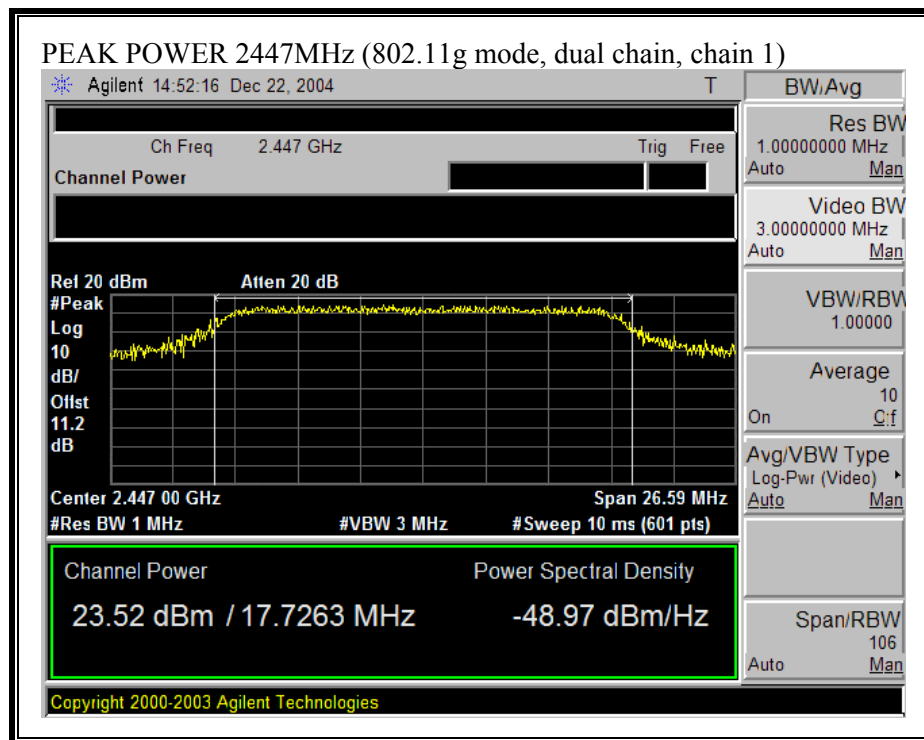 PEAK POWER 2447MHz (802.11g mode, dual chain, chain 1)
Agilent 14:52:16 Dec 22, 2004 T
Ch Freq 2.447 GHz Trig Free
Channel Power
Ref 20 dBm Atten 20 dB
#Peak
Log
10
dB/
Offst
11.2
dB
Center 2.447 00 GHz Span 26.59 MHz
#Res BW 1 MHz #VBW 3 MHz #Sweep 10 ms (601 pts)
Channel Power Power Spectral Density
23.52 dBm / 17.7263 MHz -48.97 dBm/Hz
Copyright 2000-2003 Agilent Technologies
BW/Avg
Res BW
1.00000000 MHz
Auto Man
Video BW
3.00000000 MHz
Auto Man
VBW/RBW
1.00000
Average
10
On Off
Avg/VBW Type
Log-Pwr (Video)
Auto Man
Span/RBW
106
Auto Man